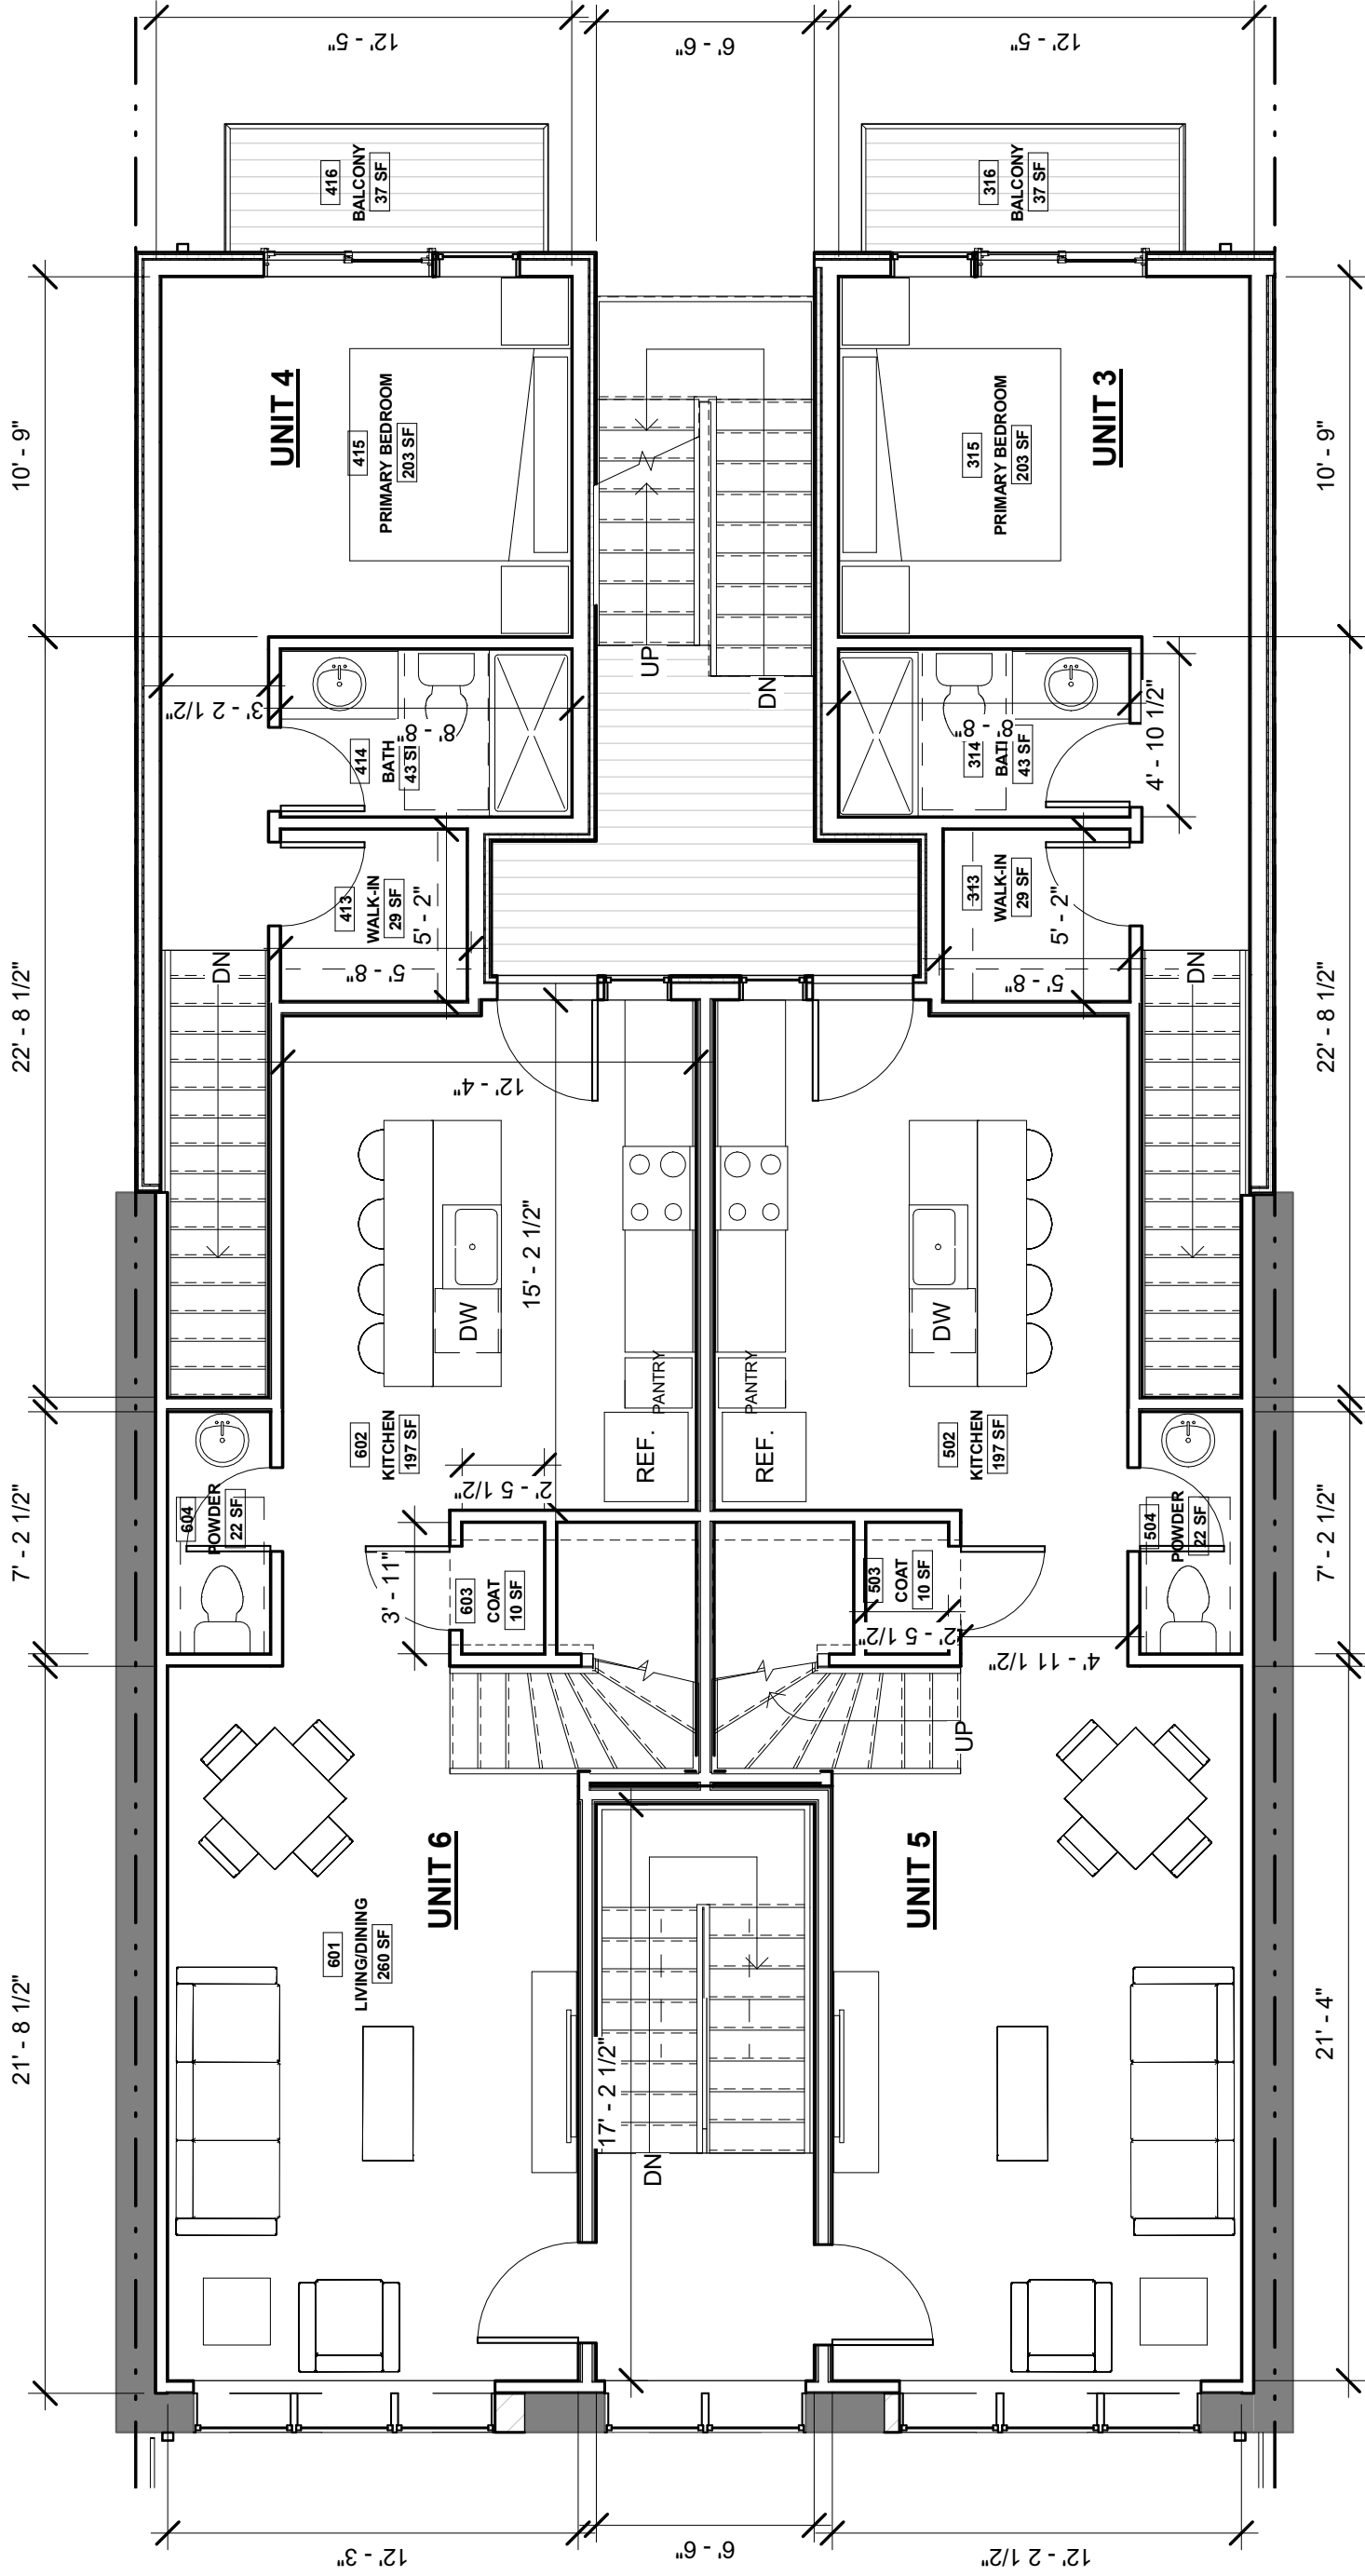 12' - 5"
6' - 6"
12' - 5"
416
BALCONY
37 SF
316
BALCONY
37 SF
10' - 9"
UNIT 4
415
PRIMARY BEDROOM
203 SF
315
PRIMARY BEDROOM
203 SF
UNIT 3
10' - 9"
UP
DN
3' - 2 1/2"
8' - 8"
414
BATH
43 SF
8' - 8"
314
43 SF
4' - 10 1/2"
413
WALK-IN
29 SF
5' - 2"
5' - 8"
313
WALK-IN
29 SF
5' - 2"
5' - 8"
DN
DN
22' - 8 1/2"
22' - 8 1/2"
12' - 4"
15' - 2 1/2"
DW
DW
PANTRY
PANTRY
REF.
REF.
602
KITCHEN
197 SF
502
KITCHEN
197 SF
2' - 5 1/2"
7' - 2 1/2"
604
POWDER
22 SF
3' - 11"
603
COAT
10 SF
503
COAT
10 SF
2' - 5 1/2"
4' - 11 1/2"
504
POWDER
22 SF
7' - 2 1/2"
UP
UNIT 6
UNIT 5
601
LIVING/DINING
260 SF
21' - 8 1/2"
21' - 4"
17' - 2 1/2"
DN
12' - 3"
6' - 6"
12' - 2 1/2"